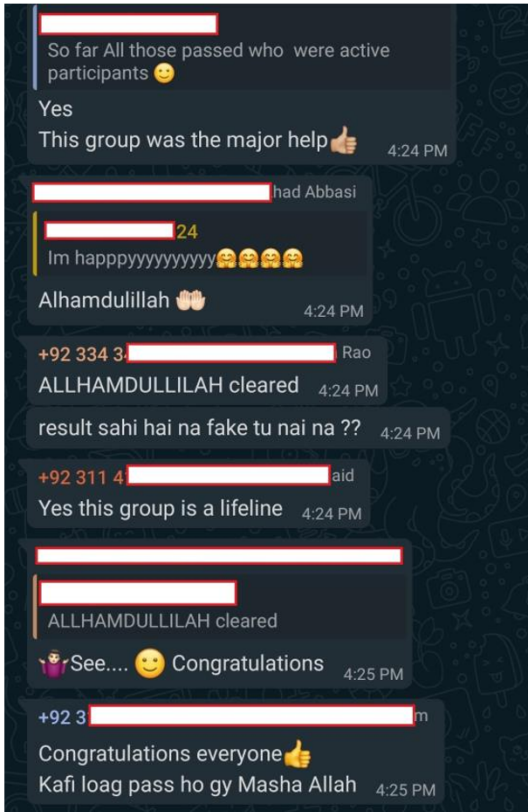 So far All those passed who were active
participants 🙂
Yes
This group was the major help👍🏼
4:24 PM
had Abbasi
24
Im happpyyyyyyyyyy🤗🤗🤗🤗
Alhamdulillah 🤲🏻
4:24 PM
+92 334 3
Rao
ALLHAMDULLILAH cleared 4:24 PM
result sahi hai na fake tu nai na ?? 4:24 PM
+92 311 4
aid
Yes this group is a lifeline 4:24 PM
ALLHAMDULLILAH cleared
🤷🏻‍♀️See.... 🙂 Congratulations
4:25 PM
+92 3
m
Congratulations everyone👍
Kafi loag pass ho gy Masha Allah 4:25 PM